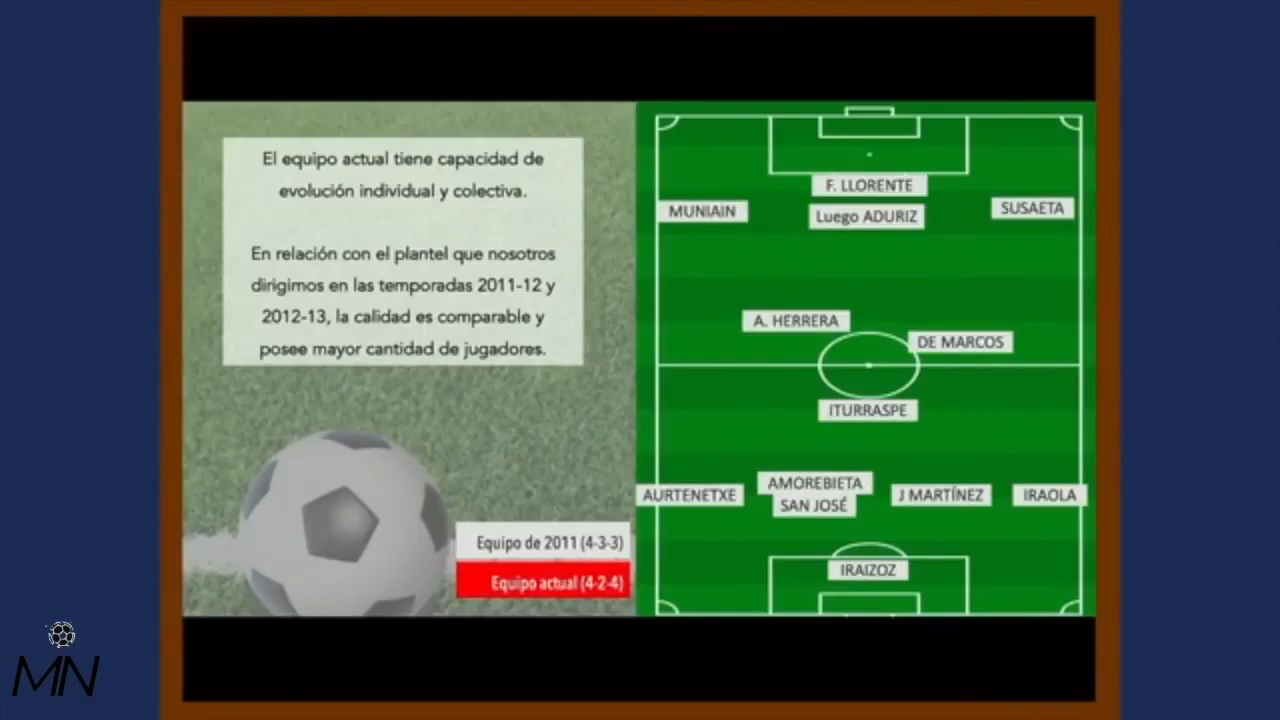 El equipo actual tiene capacidad de
evolución individual y colectiva.
En relación con el plantel que nosotros
dirigimos en las temporadas 2011-12 y
2012-13, la calidad es comparable y
posee mayor cantidad de jugadores.
Equipo de 2011 (4-3-3)
Equipo actual (4-2-4)
F. LLORENTE
MUNIAIN
Luego ADURIZ
SUSAETA
A. HERRERA
DE MARCOS
ITURRASPE
AURTENETXE
AMOREBIETA
SAN JOSÉ
J MARTÍNEZ
IRAOLA
IRAIZOZ
MN